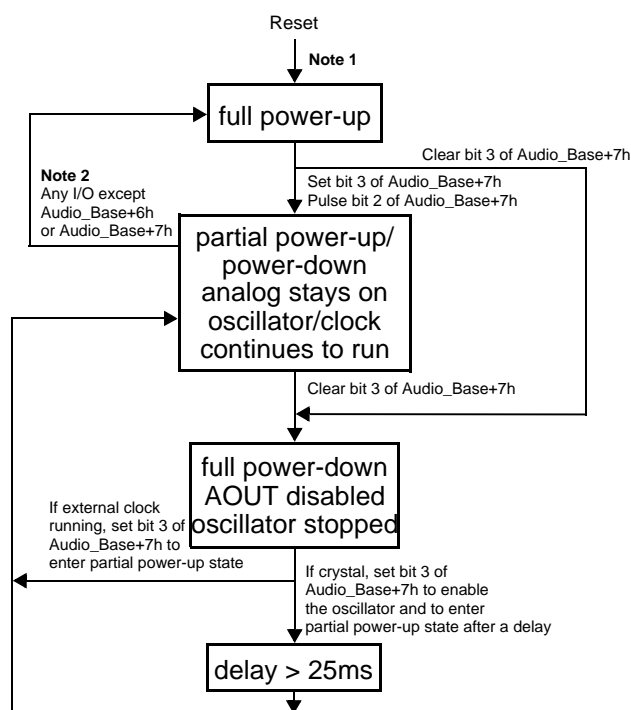 Reset
Note 1
full power-up
Clear bit 3 of Audio_Base+7h
Note 2
Any I/O except
Audio_Base+6h
or Audio_Base+7h
Set bit 3 of Audio_Base+7h
Pulse bit 2 of Audio_Base+7h
partial power-up/
power-down
analog stays on
oscillator/clock
continues to run
Clear bit 3 of Audio_Base+7h
full power-down
AOUT disabled
oscillator stopped
If external clock
running, set bit 3 of
Audio_Base+7h to
enter partial power-up state
If crystal, set bit 3 of
Audio_Base+7h to enable
the oscillator and to enter
partial power-up state after a delay
delay > 25ms